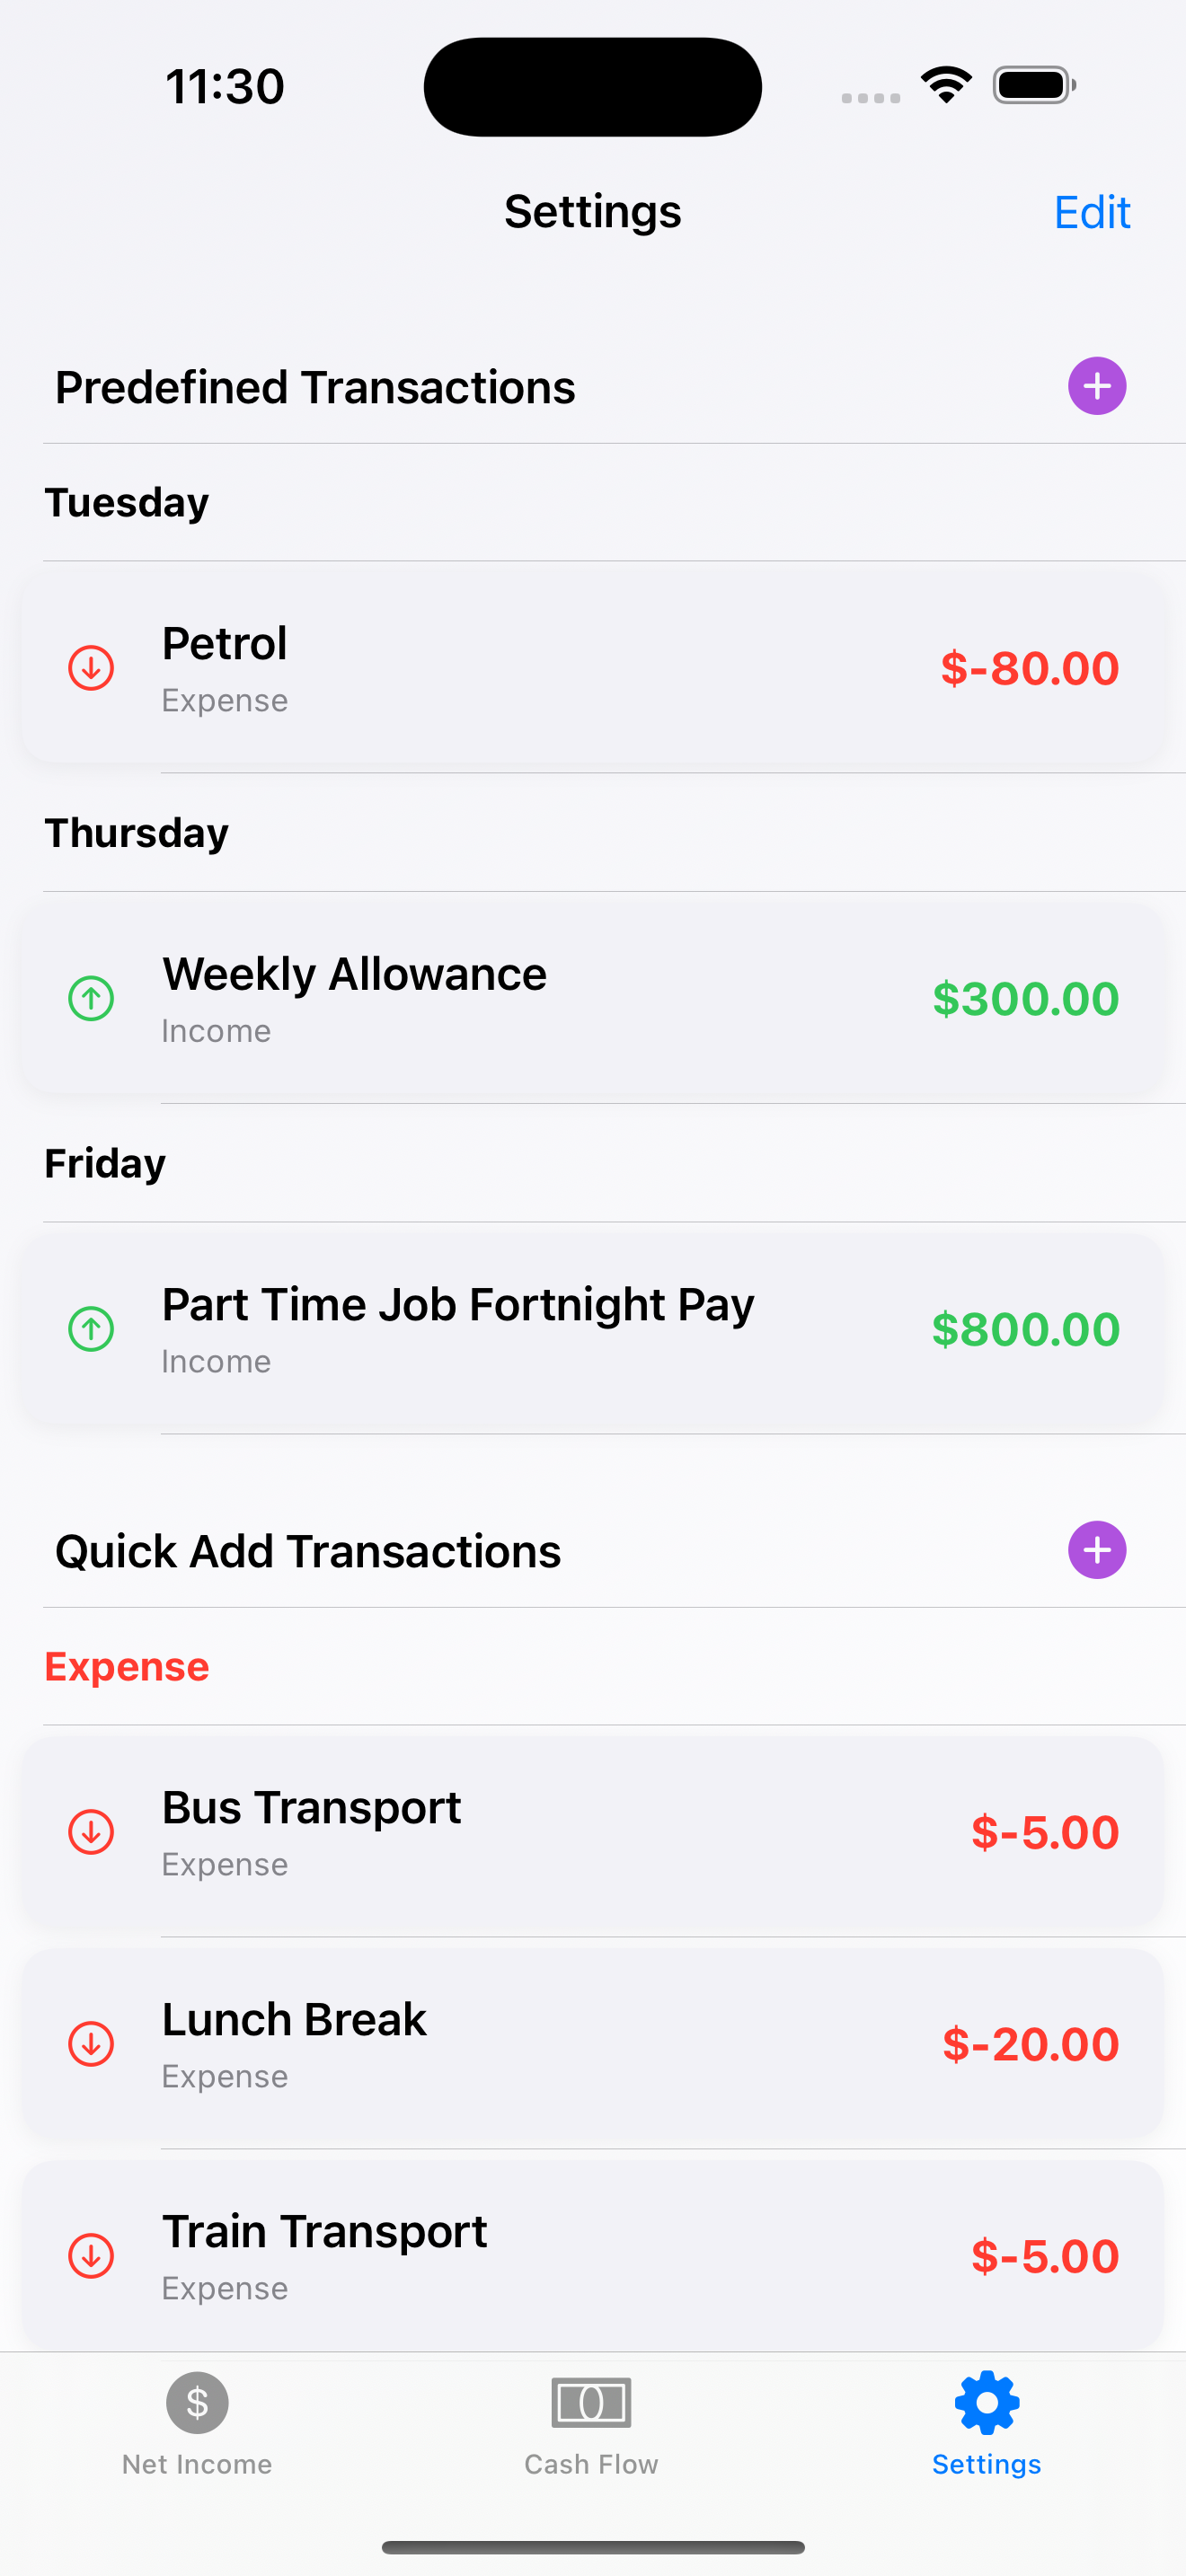 11:30
Settings
Edit
Predefined Transactions
Tuesday
Petrol
Expense
$-80.00
Thursday
Weekly Allowance
Income
$300.00
Friday
Part Time Job Fortnight Pay
Income
$800.00
Quick Add Transactions
Expense
Bus Transport
Expense
$-5.00
Lunch Break
Expense
$-20.00
Train Transport
Expense
$-5.00
Net Income
Cash Flow
Settings